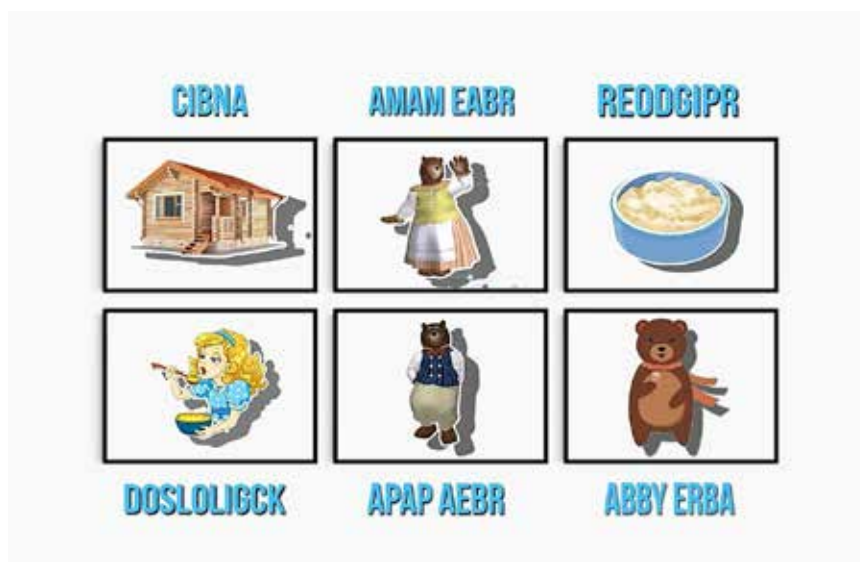 CIBNA
AMAM EABR
REODGIPR
DOSLOLIGCK
APAP AEBR
ABBY ERBA